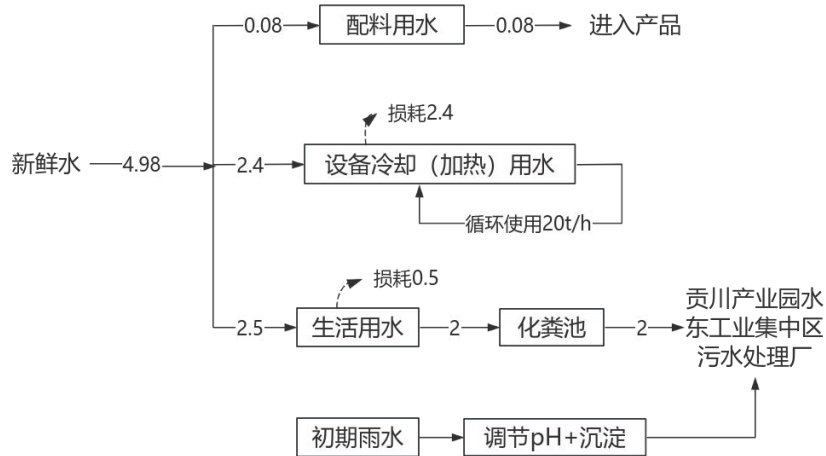 0.08
配料用水
0.08
进入产品
损耗2.4
新鲜水
4.98
2.4
设备冷却（加热）用水
循环使用20t/h
损耗0.5
2.5
生活用水
2
化粪池
2
贡川产业园水
东工业集中区
污水处理厂
初期雨水
调节pH+沉淀